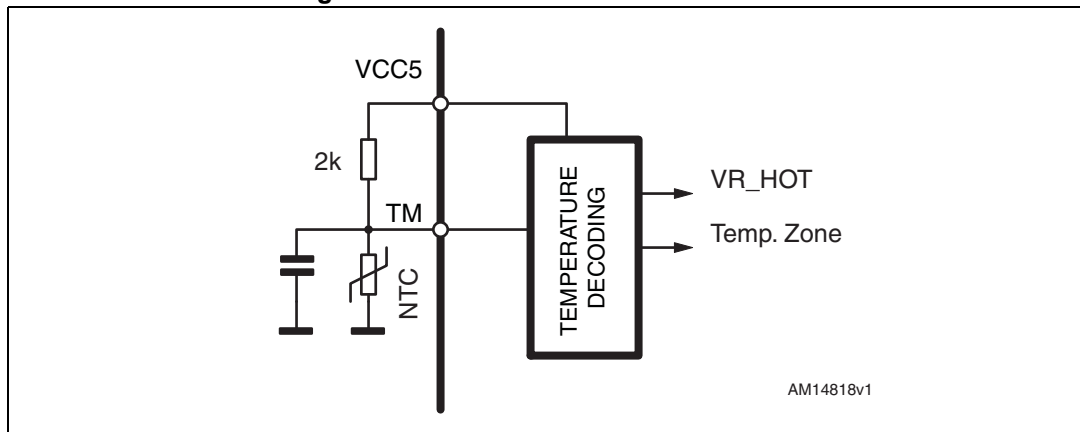 VCC5
2k
TM
NTC
TEMPERATURE
DECODING
VR_HOT
Temp. Zone
AM14818v1